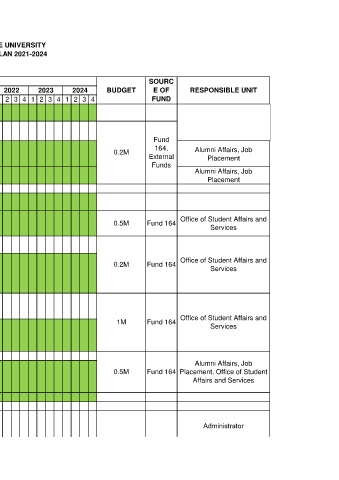 E UNIVERSITY
LAN 2021-2024
2022 2023 2024 BUDGET SOURC E OF FUND RESPONSIBLE UNIT
2 3 4 1 2 3 4 1 2 3 4
0.2M
Fund
164,
External
Funds
Alumni Affairs, Job
Placement
Alumni Affairs, Job
Placement
0.5M Fund 164 Office of Student Affairs and
Services
0.2M Fund 164 Office of Student Affairs and
Services
1M Fund 164 Office of Student Affairs and
Services
0.5M Fund 164 Alumni Affairs, Job
Placement, Office of Student
Affairs and Services
Administrator